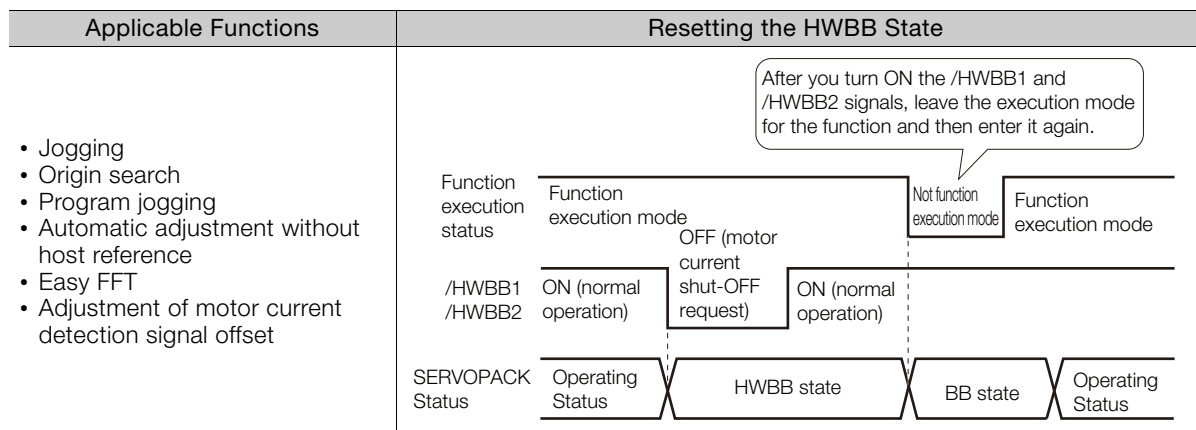 Applicable Functions
Resetting the HWBB State
• Jogging
• Origin search
• Program jogging
• Automatic adjustment without
host reference
• Easy FFT
• Adjustment of motor current
detection signal offset
After you turn ON the /HWBB1 and
/HWBB2 signals, leave the execution mode
for the function and then enter it again.
Function
execution
status
Function
execution mode
Not function
execution mode
Function
execution mode
/HWBB1
/HWBB2
ON (normal
operation)
OFF (motor
current
shut-OFF
request)
ON (normal
operation)
SERVOPACK
Status
Operating
Status
HWBB state
BB state
Operating
Status